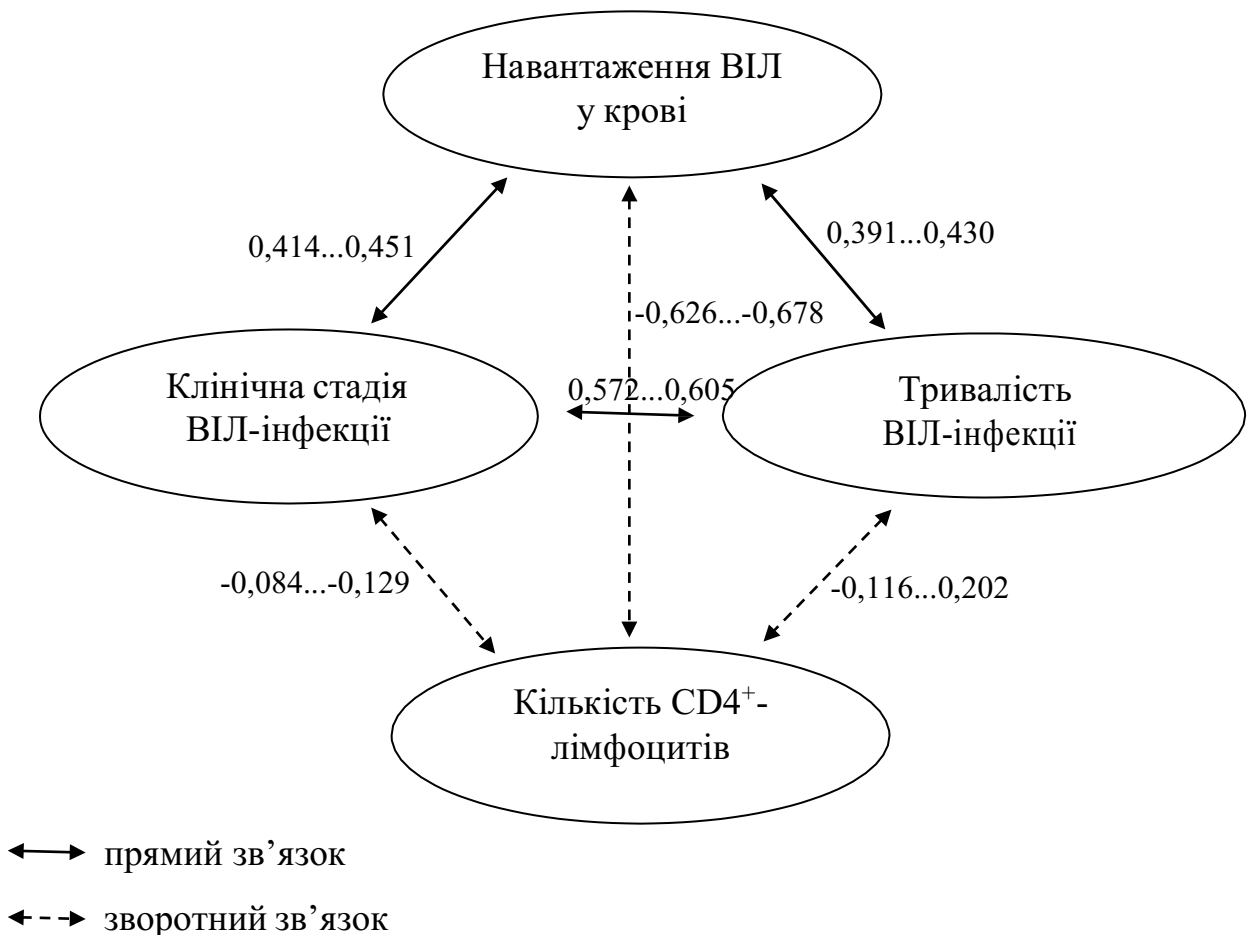 Навантаження ВІЛ
у крові
0,414...0,451
0,391...0,430
-0,626...-0,678
Клінічна стадія
ВІЛ-інфекції
0,572...0,605
Тривалість
ВІЛ-інфекції
-0,084...-0,129
-0,116...0,202
Кількість CD4⁺-
лімфоцитів
прямий зв’язок
зворотний зв’язок